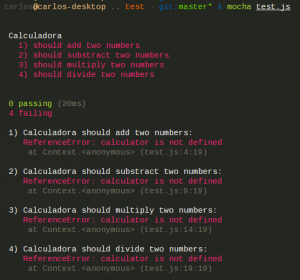 carlos@carlos-desktop .. test – git:master* λ mocha test.js
Calculadora
1) should add two numbers
2) should substract two numbers
3) should multiply two numbers
4) should divide two numbers
0 passing (20ms)
4 failing
1) Calculadora should add two numbers:
ReferenceError: calculator is not defined
at Context.<anonymous> (test.js:4:19)
2) Calculadora should substract two numbers:
ReferenceError: calculator is not defined
at Context.<anonymous> (test.js:9:19)
3) Calculadora should multiply two numbers:
ReferenceError: calculator is not defined
at Context.<anonymous> (test.js:14:19)
4) Calculadora should divide two numbers:
ReferenceError: calculator is not defined
at Context.<anonymous> (test.js:19:19)